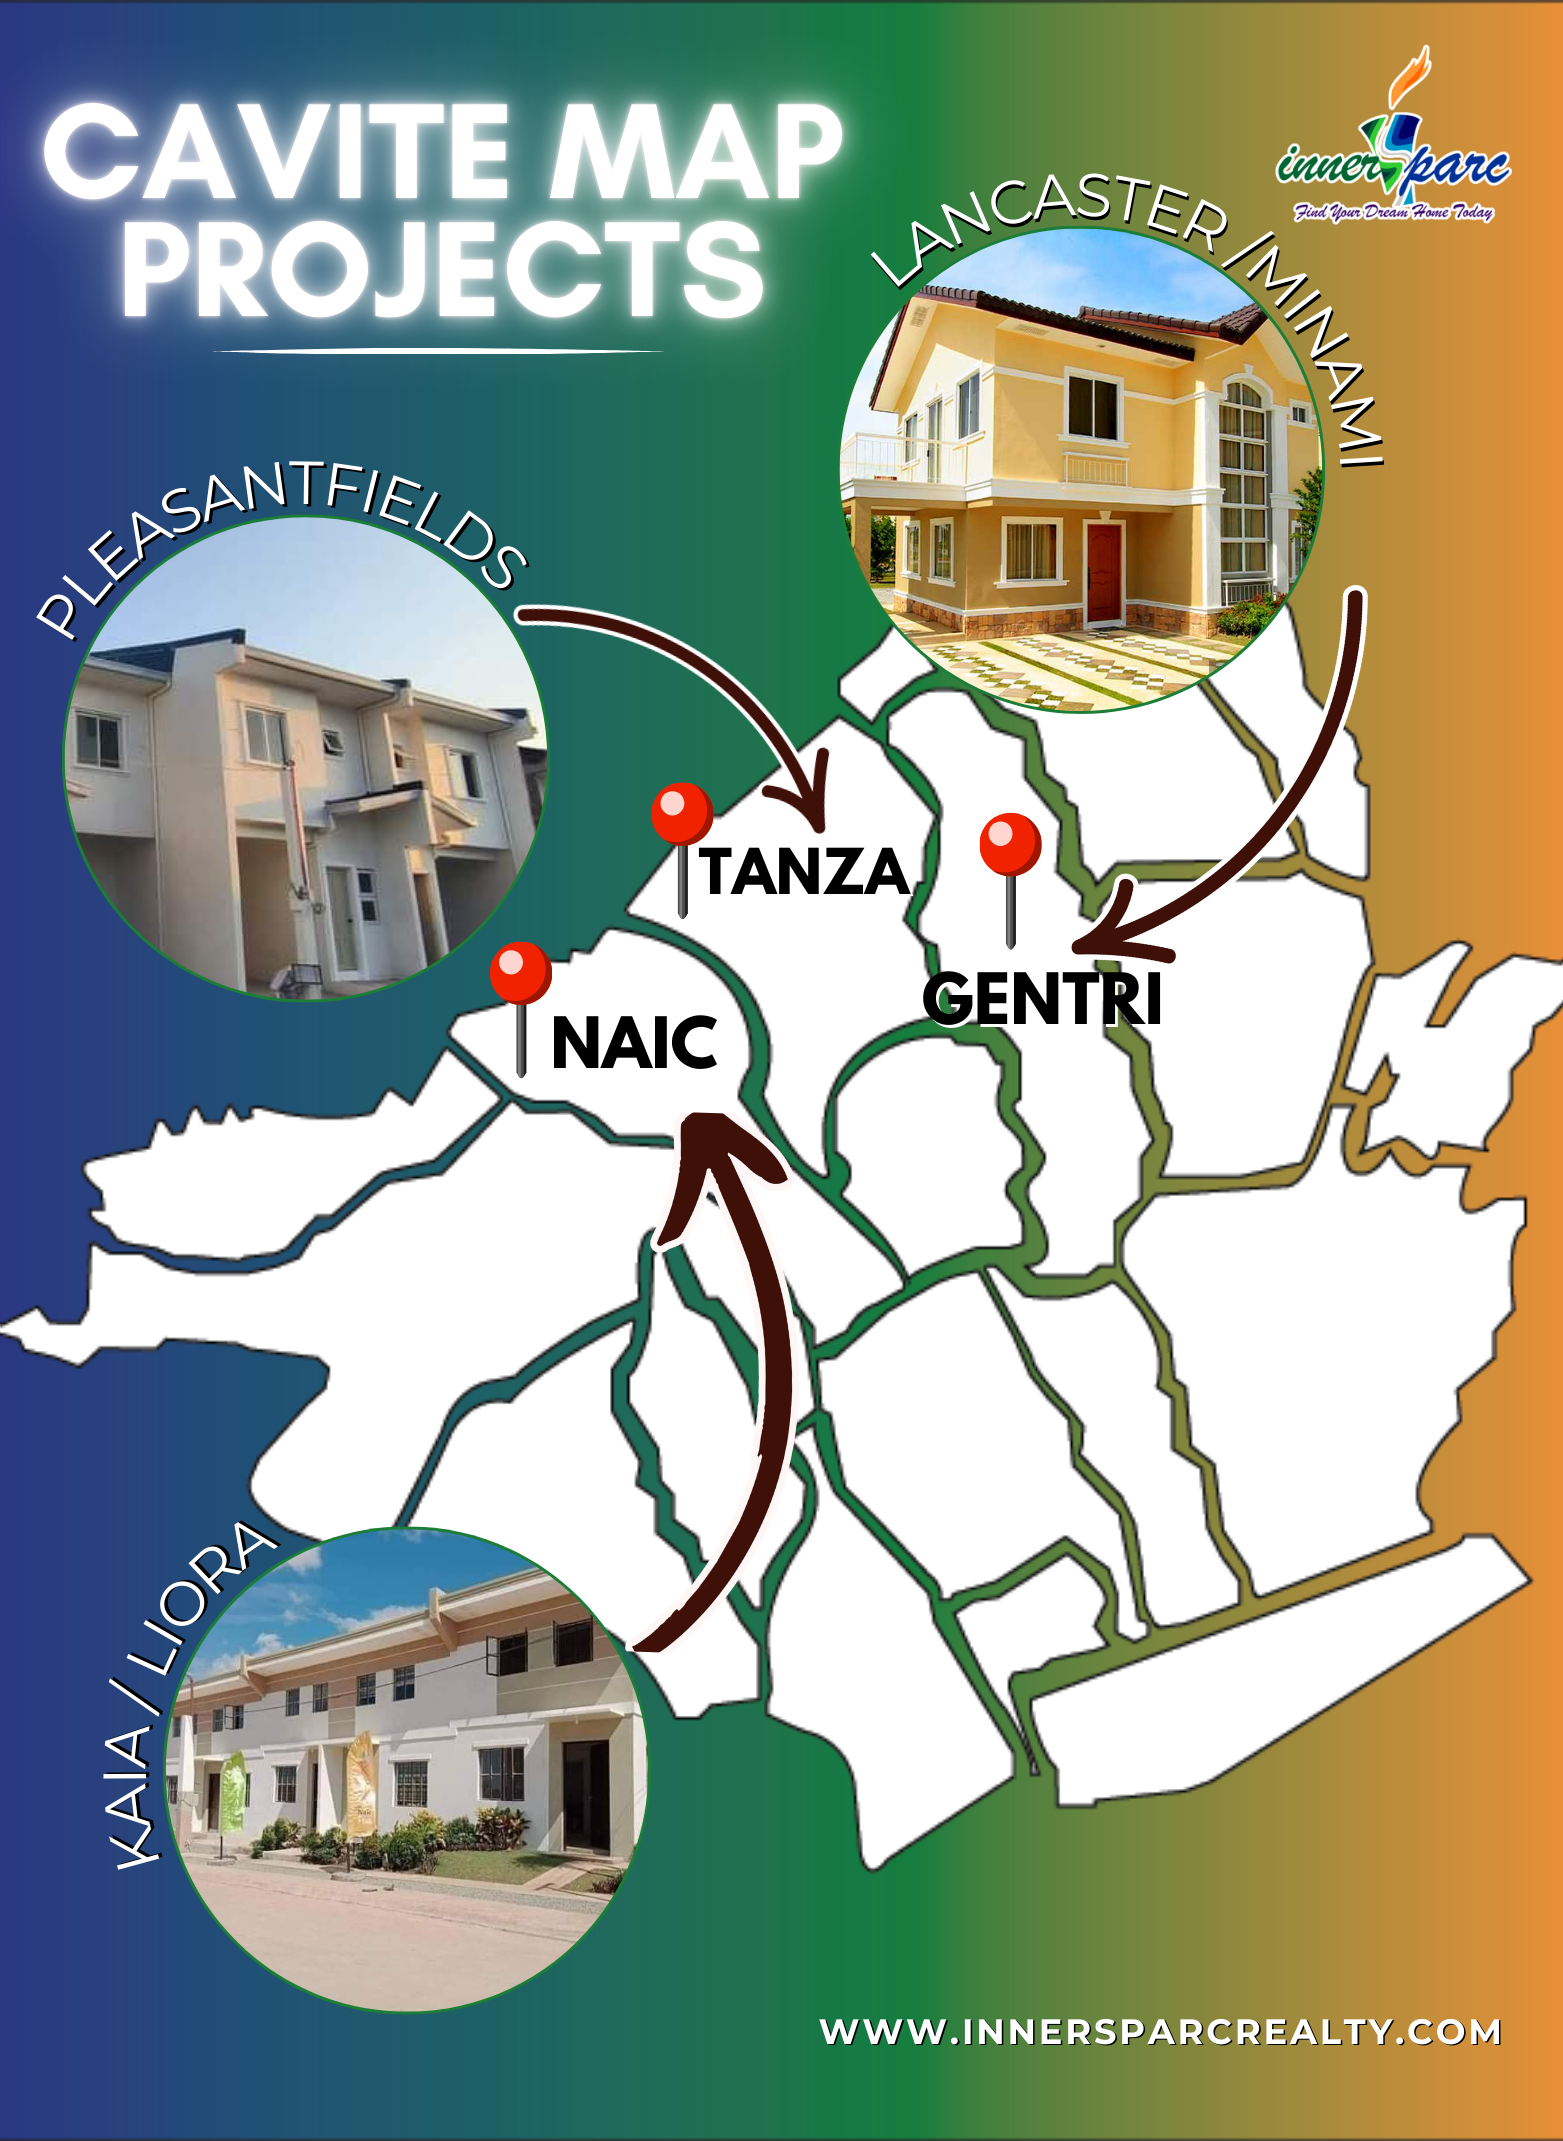 CAVITE MAP
PROJECTS
innersparc
Find Your Dream Home Today
LANCASTER /MINAMI
PLEASANTFIELDS
TANZA
GENTRI
NAIC
KAIA / LIORA
WWW.INNERSPARCREALTY.COM